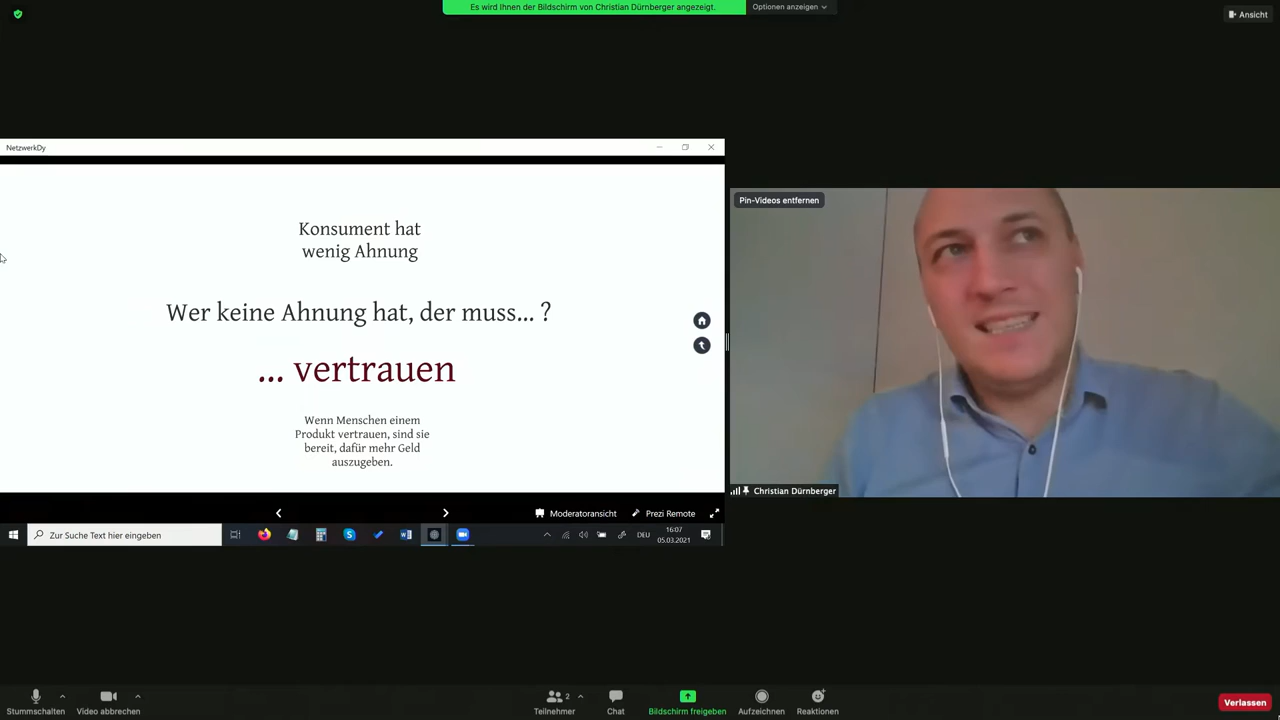 Es wird Ihnen der Bildschirm von Christian Dürnberger angezeigt.
Optionen anzeigen
Ansicht
NetzwerkDy
Pin-Videos entfernen
Konsument hat
wenig Ahnung
Wer keine Ahnung hat, der muss... ?
... vertrauen
Wenn Menschen einem
Produkt vertrauen, sind sie
bereit, dafür mehr Geld
auszugeben.
Christian Dürnberger
Moderatoransicht
Prezi Remote
Zur Suche Text hier eingeben
DEU
16:07
05.03.2021
Stummschalten
Video abbrechen
2
Teilnehmer
Chat
Bildschirm freigeben
Aufzeichnen
Reaktionen
Verlassen